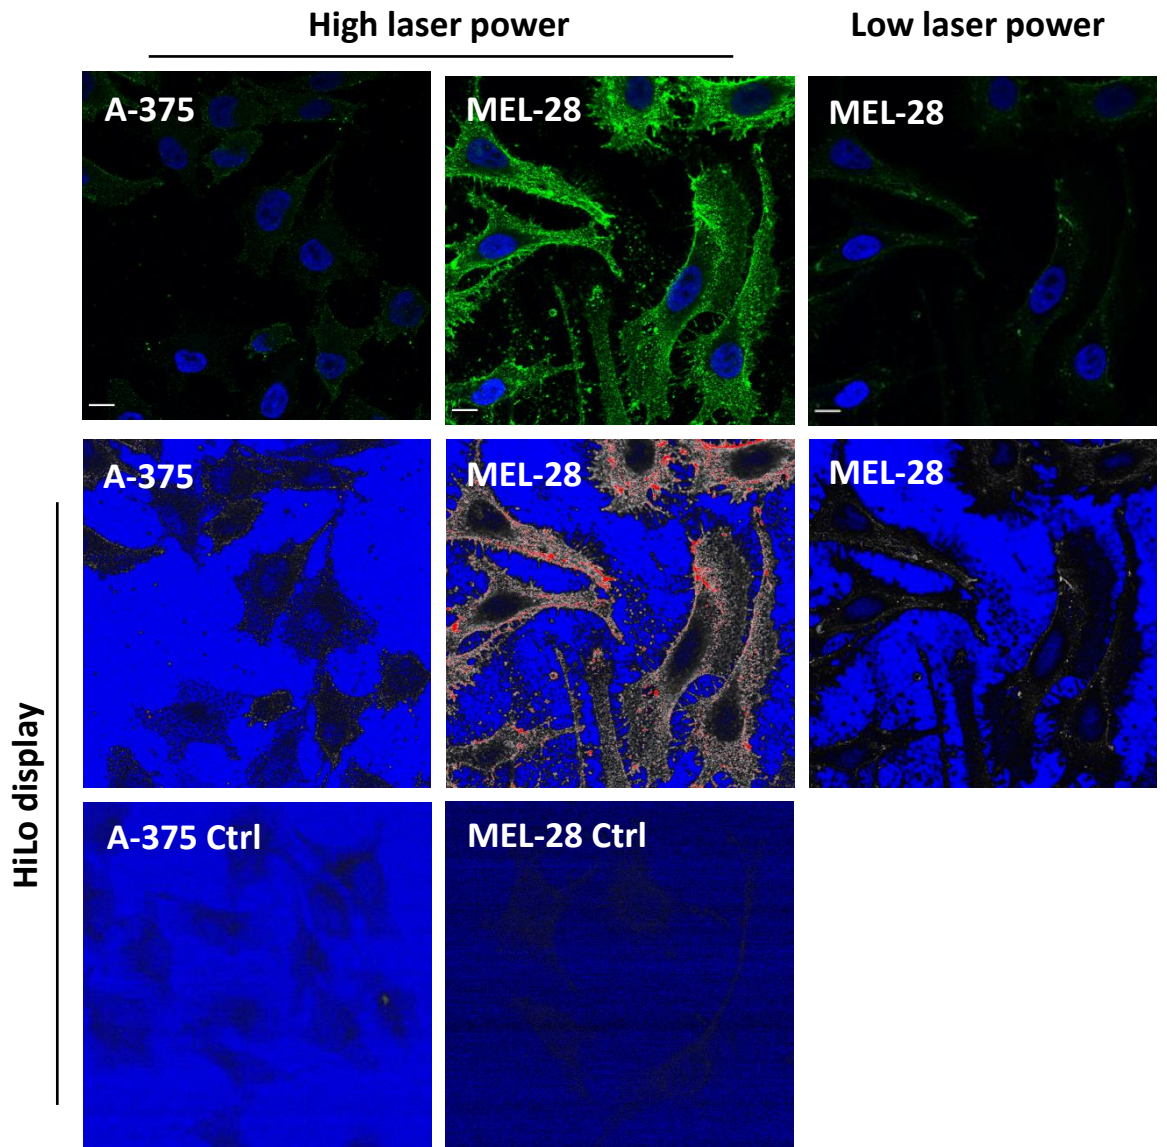 High laser power
Low laser power
A-375
MEL-28
MEL-28
A-375
MEL-28
MEL-28
HiLo display
A-375 Ctrl
MEL-28 Ctrl